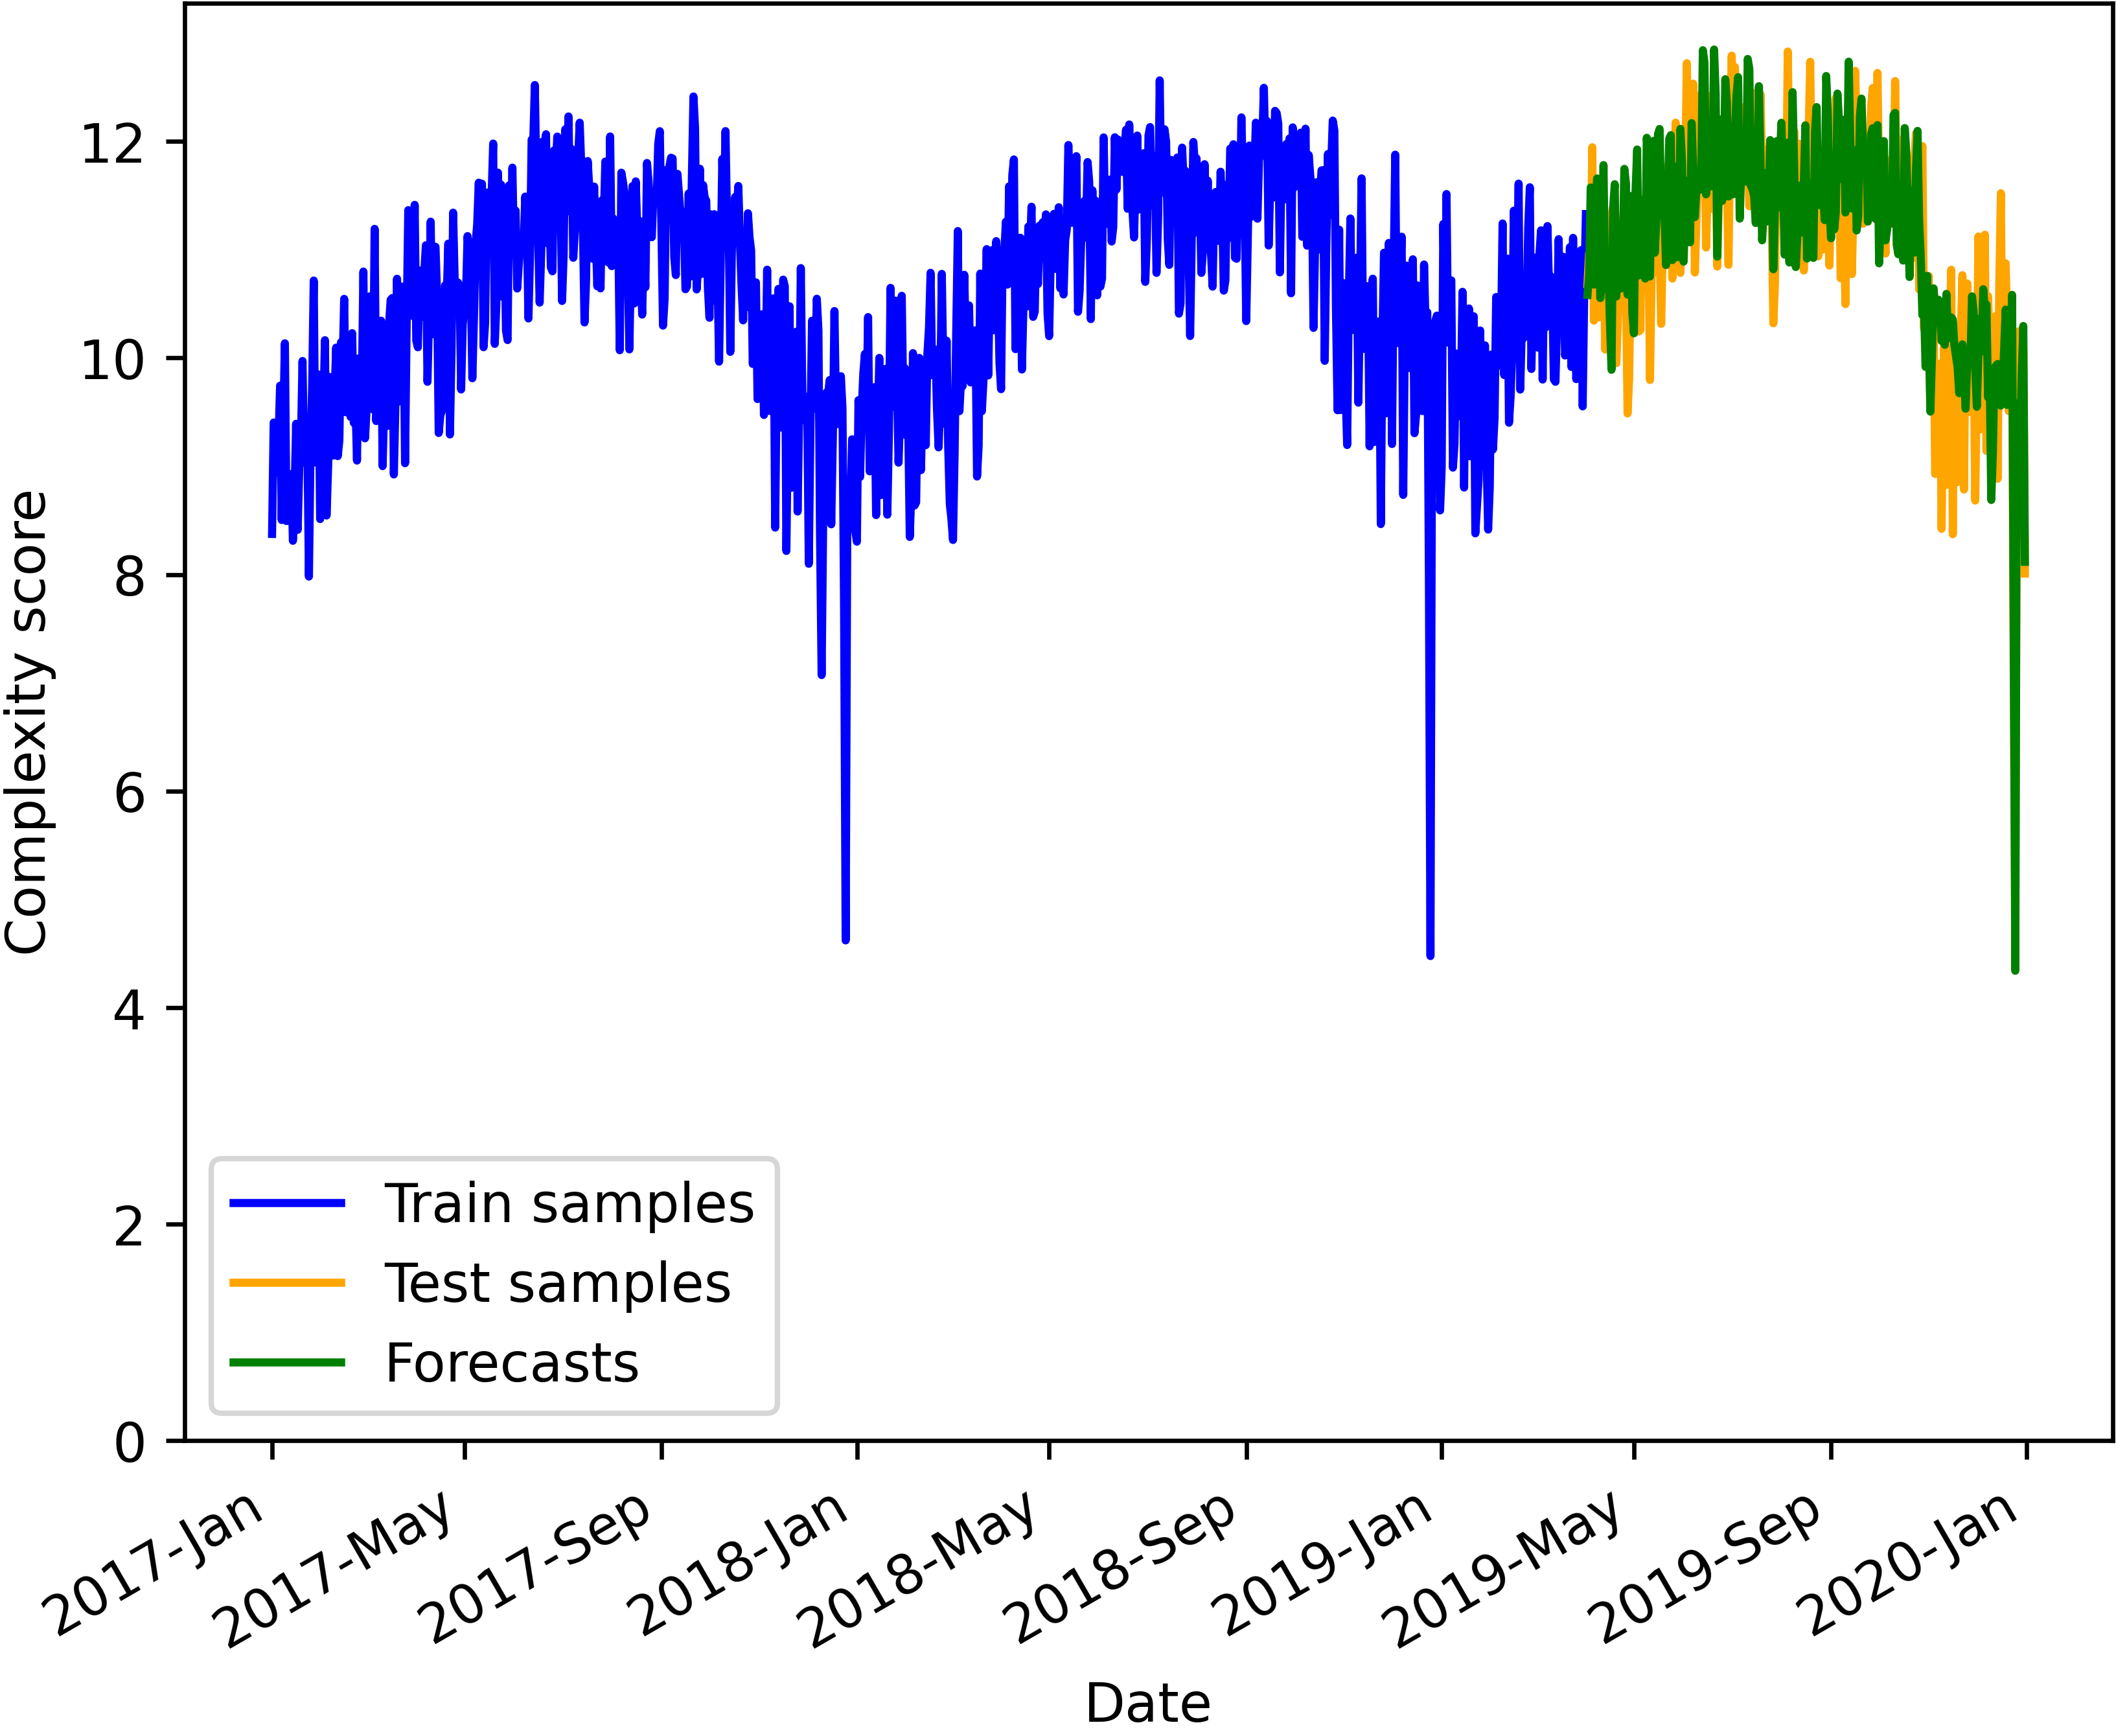 12
10
8
6
4
2
0
Complexity score
Train samples
Test samples
Forecasts
2017-Jan
2017-May
2017-Sep
2018-Jan
2018-May
2018-Sep
2019-Jan
2019-May
2019-Sep
2020-Jan
Date